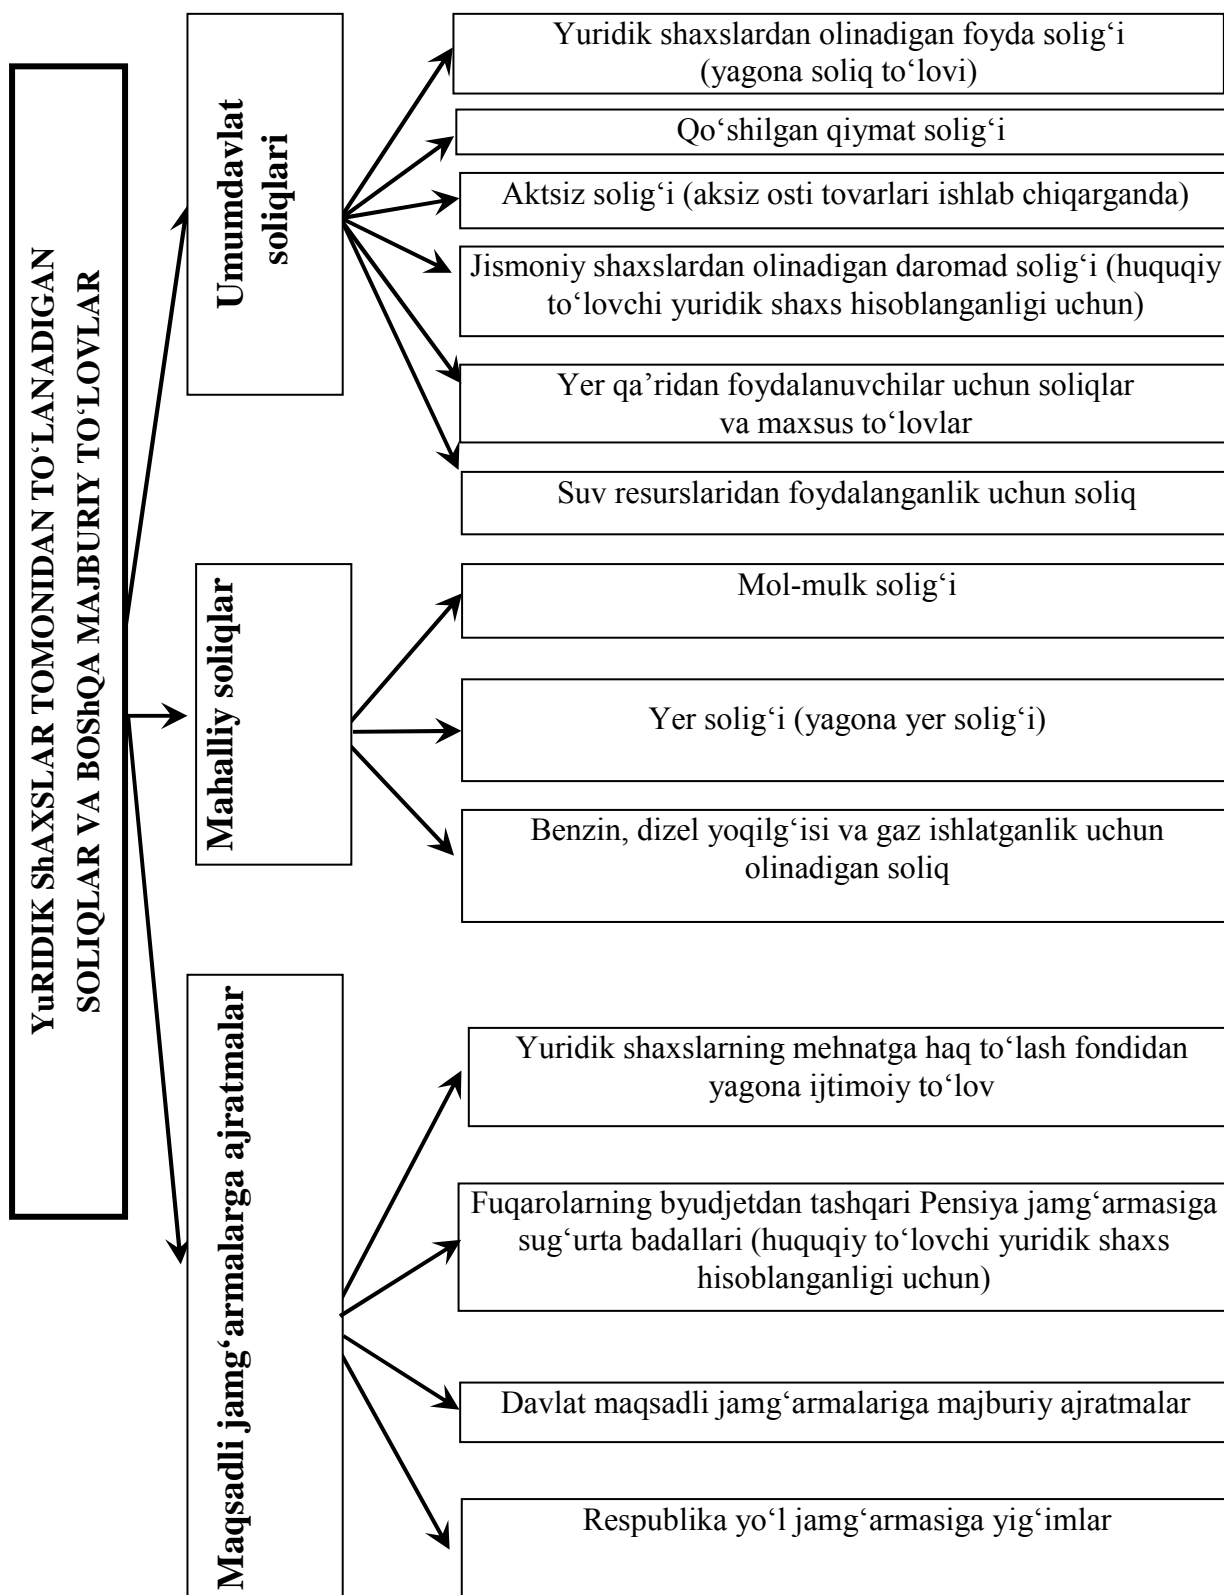 YuRIDIK ShAXSLAR TOMONIDAN TO‘LANADIGAN
SOLIQLAR VA BOShQA MAJBURIY TO‘LOVLAR
Umumdavlat
soliqlari
Yuridik shaxslardan olinadigan foyda solig‘i
(yagona soliq to‘lovi)
Qo‘shilgan qiymat solig‘i
Aktsiz solig‘i (aksiz osti tovarlari ishlab chiqarganda)
Jismoniy shaxslardan olinadigan daromad solig‘i (huquqiy
to‘lovchi yuridik shaxs hisoblanganligi uchun)
Yer qa’ridan foydalanuvchilar uchun soliqlar
va maxsus to‘lovlar
Suv resurslaridan foydalanganlik uchun soliq
Mahalliy soliqlar
Mol-mulk solig‘i
Yer solig‘i (yagona yer solig‘i)
Benzin, dizel yoqilg‘isi va gaz ishlatganlik uchun
olinadigan soliq
Maqsadli jamg‘armalarga ajratmalar
Yuridik shaxslarning mehnatga haq to‘lash fondidan
yagona ijtimoiy to‘lov
Fuqarolarning byudjetdan tashqari Pensiya jamg‘armasiga
sug‘urta badallari (huquqiy to‘lovchi yuridik shaxs
hisoblanganligi uchun)
Davlat maqsadli jamg‘armalariga majburiy ajratmalar
Respublika yo‘l jamg‘armasiga yig‘imlar